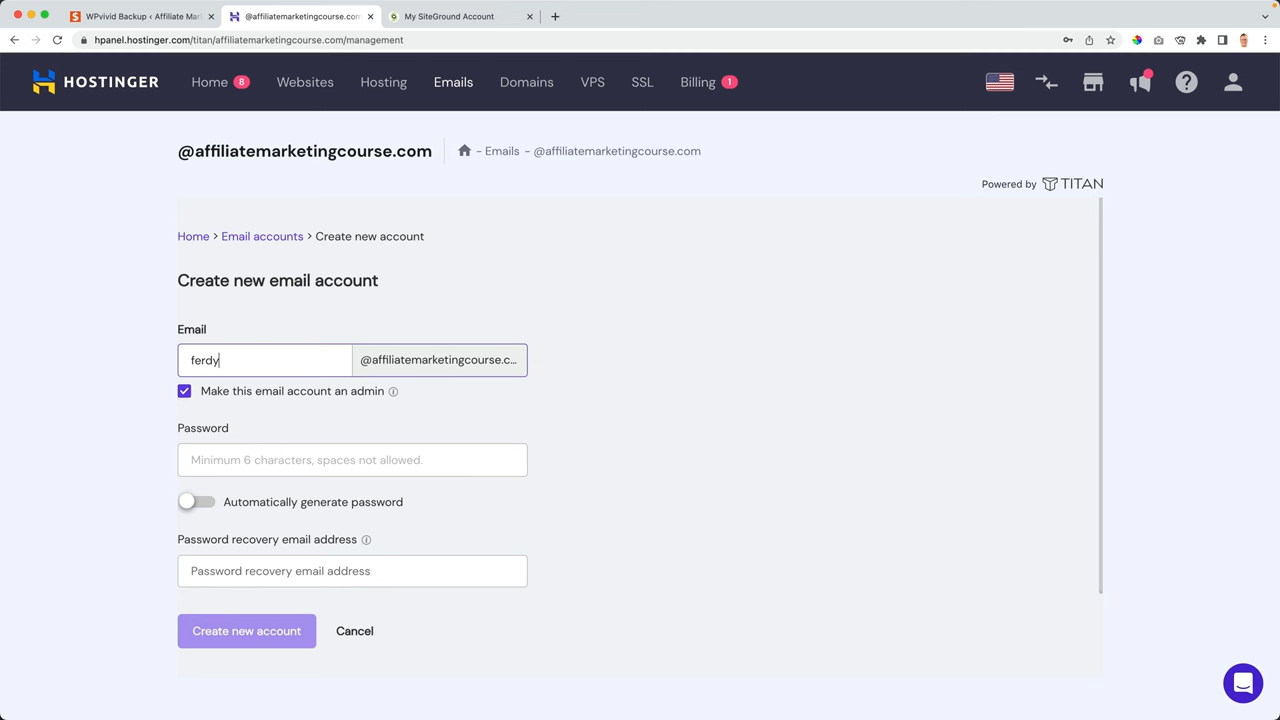 WPvivid Backup ‹ Affiliate Mar
@affiliatemarketingcourse.com
My SiteGround Account
hpanel.hostinger.com/titan/affiliatemarketingcourse.com/management
HOSTINGER
Home 8
Websites
Hosting
Emails
Domains
VPS
SSL
Billing 1
@affiliatemarketingcourse.com
- Emails - @affiliatemarketingcourse.com
Powered by TITAN
Home > Email accounts > Create new account
Create new email account
Email
ferdy
@affiliatemarketingcourse.c...
Make this email account an admin
Password
Minimum 6 characters, spaces not allowed.
Automatically generate password
Password recovery email address
Password recovery email address
Create new account
Cancel